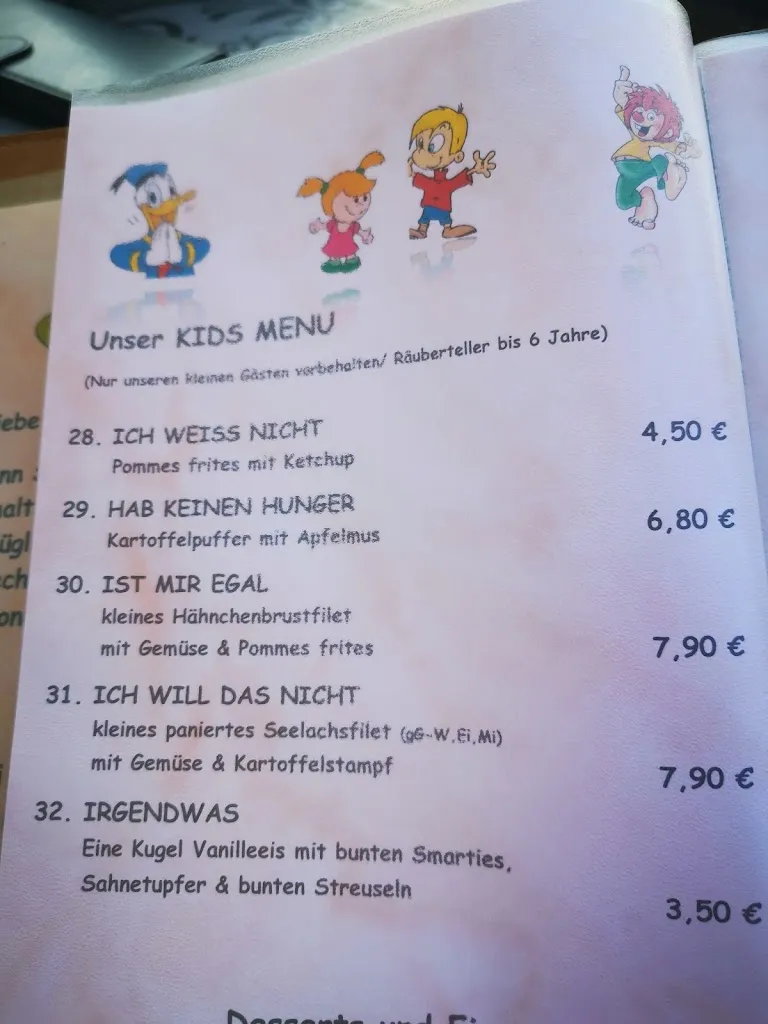 Unser KIDS MENU
(Nur unseren kleinen Gästen vorbehalten/ Räuberteller bis 6 Jahre)
28. ICH WEISS NICHT 4,50 €
Pommes frites mit Ketchup
29. HAB KEINEN HUNGER 6,80 €
Kartoffelpuffer mit Apfelmus
30. IST MIR EGAL
kleines Hähnchenbrustfilet
mit Gemüse & Pommes frites 7,90 €
31. ICH WILL DAS NICHT
kleines paniertes Seelachsfilet (gG-W,Ei,Mi)
mit Gemüse & Kartoffelstampf 7,90 €
32. IRGENDWAS
Eine Kugel Vanilleeis mit bunten Smarties,
Sahnetupfer & bunten Streuseln 3,50 €